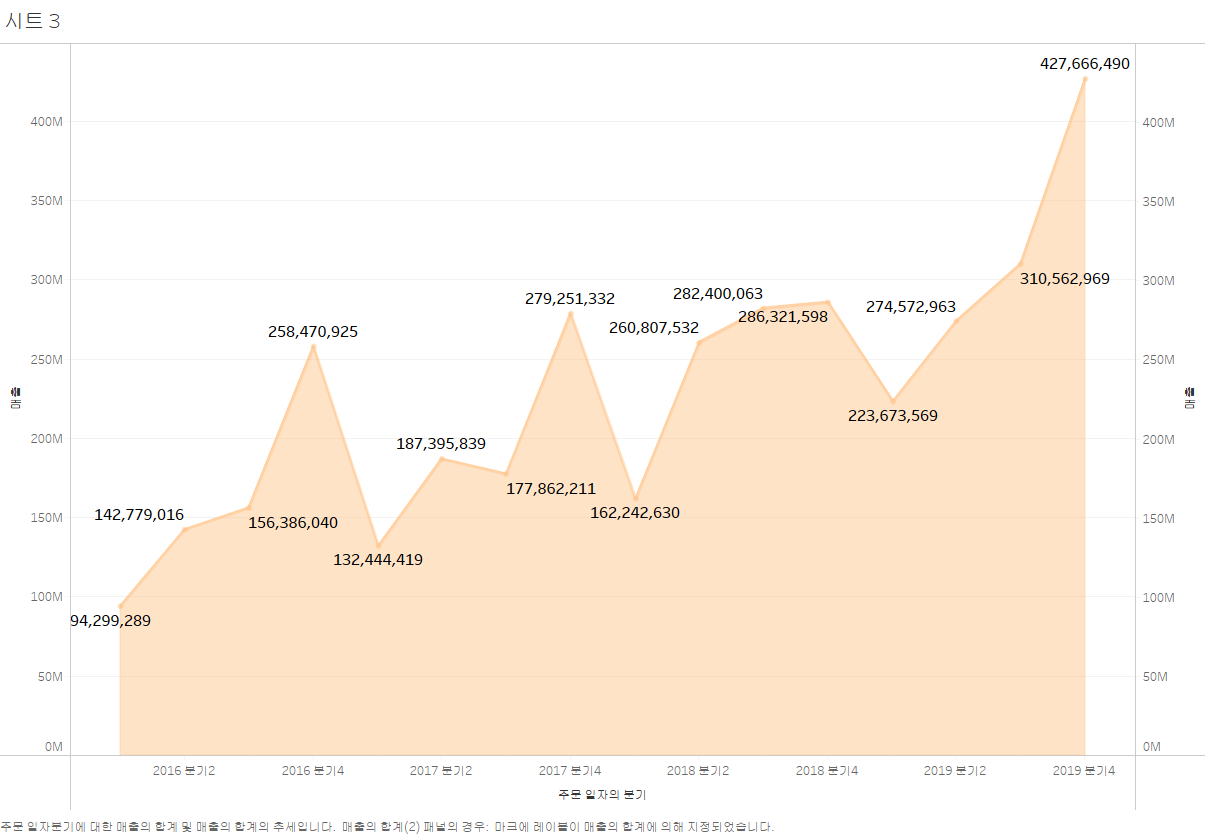 시트 3
427,666,490
400M
400M
350M
350M
310,562,969
300M
300M
279,251,332
282,400,063
286,321,598
274,572,963
260,807,532
258,470,925
250M
250M
매출
매출
223,673,569
200M
200M
187,395,839
177,862,211
162,242,630
150M
150M
142,779,016
156,386,040
132,444,419
100M
100M
94,299,289
50M
50M
0M
0M
2016 분기2
2016 분기4
2017 분기2
2017 분기4
2018 분기2
2018 분기4
2019 분기2
2019 분기4
주문 일자의 분기
주문 일자분기에 대한 매출의 합계 및 매출의 합계의 추세입니다. 매출의 합계(2) 패널의 경우: 마크에 레이블이 매출의 합계에 의해 지정되었습니다.